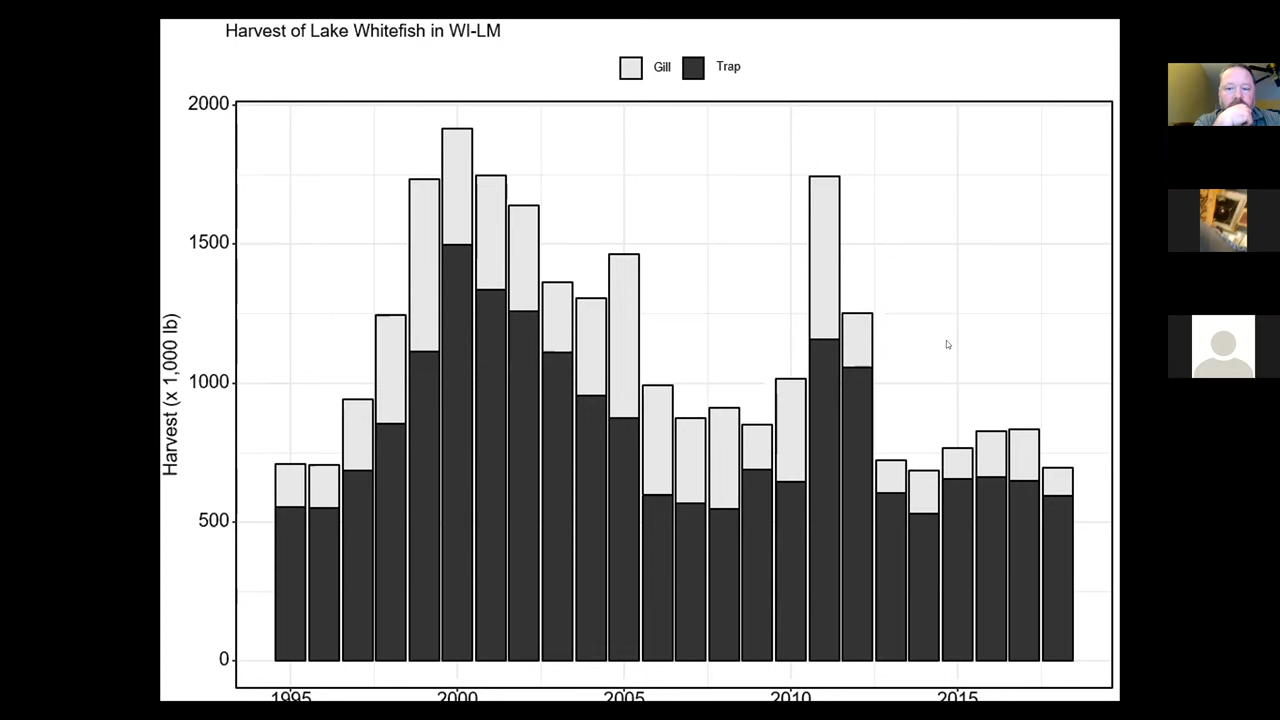 Harvest of Lake Whitefish in WI-LM
Gill Trap
2000
1500
1000
500
0
Harvest (x 1,000 lb)
1995 2000 2005 2010 2015